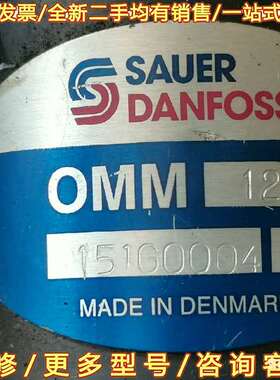 发票/全新二手均有销售/一站式
SAUER
DANFOSS
OMM 12
151G0004
MADE IN DENMAR
修/更多型号/咨询客